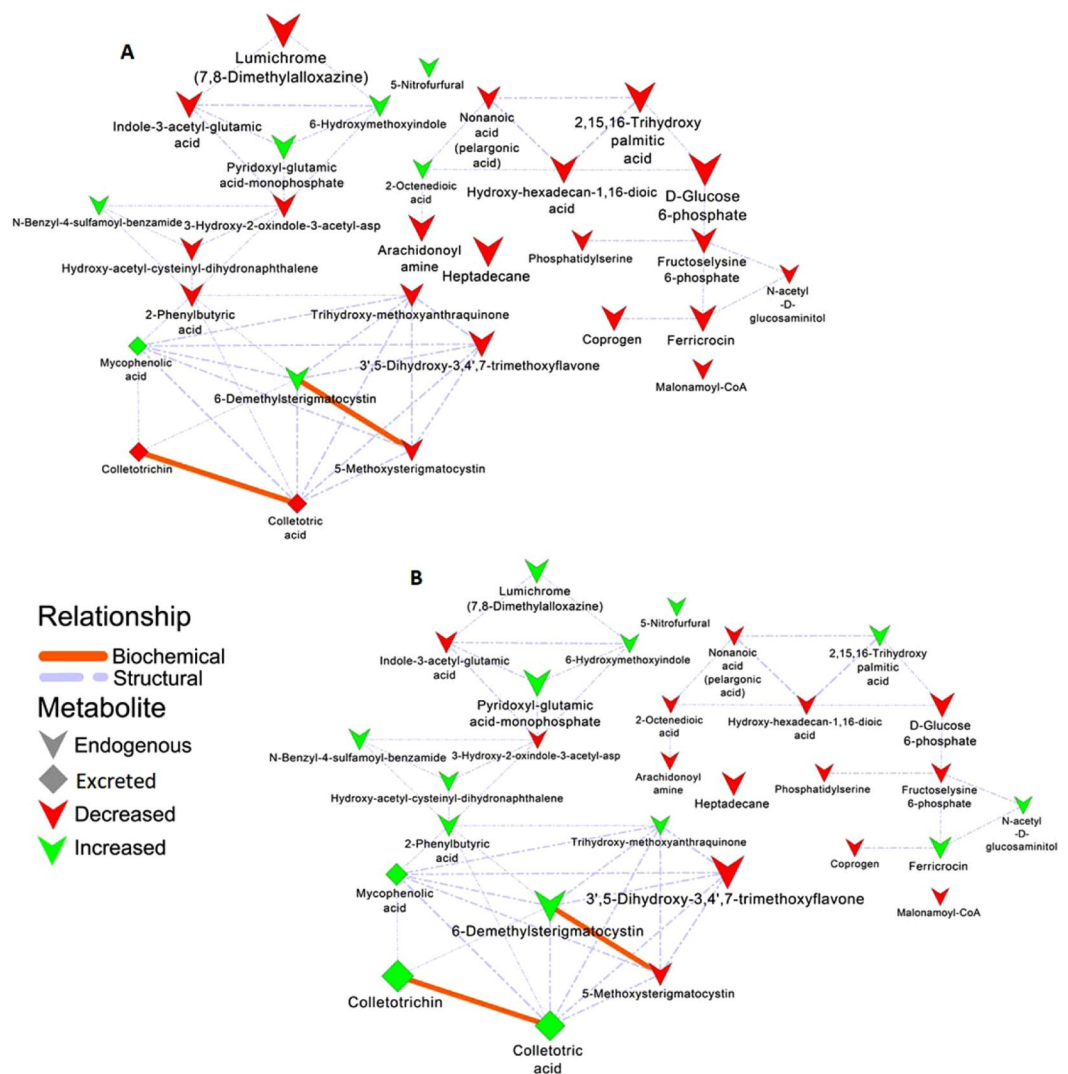 A
Lumichrome
(7,8-Dimethylalloxazine)
5-Nitrofurfural
Indole-3-acetyl-glutamic
acid
6-Hydroxymethoxyindole
Nonanoic
acid
(pelargonic
acid)
2,15,16-Trihydroxy
palmitic
acid
Pyridoxyl-glutamic
acid-monophosphate
2-Octenedioic
acid
Hydroxy-hexadecan-1,16-dioic
acid
D-Glucose
6-phosphate
N-Benzyl-4-sulfamoyl-benzamide
3-Hydroxy-2-oxindole-3-acetyl-asp
Arachidonoyl
amine
Heptadecane
Phosphatidylserine
Fructoselysine
6-phosphate
Hydroxy-acetyl-cysteinyl-dihydronaphthalene
N-acetyl
-D-
glucosaminitol
2-Phenylbutyric
acid
Trihydroxy-methoxyanthraquinone
Coprogen
Ferricrocin
Mycophenolic
acid
3',5-Dihydroxy-3,4',7-trimethoxyflavone
Malonamoyl-CoA
6-Demethylsterigmatocystin
Colletotrichin
5-Methoxysterigmatocystin
Colletotric
acid
Relationship
Biochemical
Structural
Metabolite
Endogenous
Excreted
Decreased
Increased
B
Lumichrome
(7,8-Dimethylalloxazine)
5-Nitrofurfural
Indole-3-acetyl-glutamic
acid
6-Hydroxymethoxyindole
Nonanoic
acid
(pelargonic
acid)
2,15,16-Trihydroxy
palmitic
acid
Pyridoxyl-glutamic
acid-monophosphate
2-Octenedioic
acid
Hydroxy-hexadecan-1,16-dioic
acid
D-Glucose
6-phosphate
N-Benzyl-4-sulfamoyl-benzamide
3-Hydroxy-2-oxindole-3-acetyl-asp
Arachidonoyl
amine
Heptadecane
Phosphatidylserine
Fructoselysine
6-phosphate
Hydroxy-acetyl-cysteinyl-dihydronaphthalene
N-acetyl
-D-
glucosaminitol
2-Phenylbutyric
acid
Trihydroxy-methoxyanthraquinone
Coprogen
Ferricrocin
Mycophenolic
acid
3',5-Dihydroxy-3,4',7-trimethoxyflavone
Malonamoyl-CoA
6-Demethylsterigmatocystin
Colletotrichin
5-Methoxysterigmatocystin
Colletotric
acid